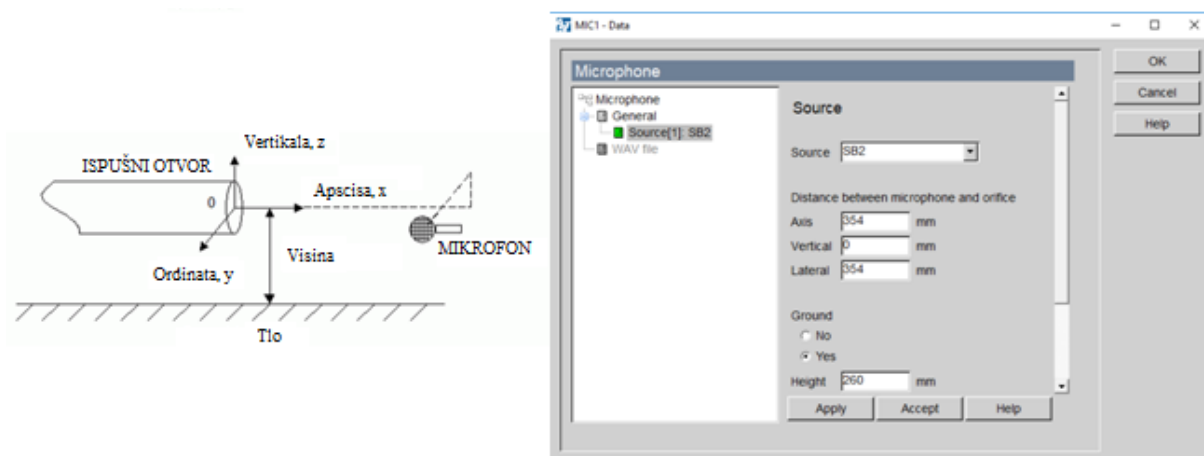 Vertikala, z
ISPUŠNI OTVOR
0
Apscisa, x
MIKROFON
Visina
Ordinata, y
Tlo
MIC1 - Data
Microphone
Microphone
General
Source[1]: SB2
WAV file
Source
Source SB2
Distance between microphone and orifice
Axis 354 mm
Vertical 0 mm
Lateral 354 mm
Ground
No
Yes
Height 260 mm
Apply Accept Help
OK
Cancel
Help